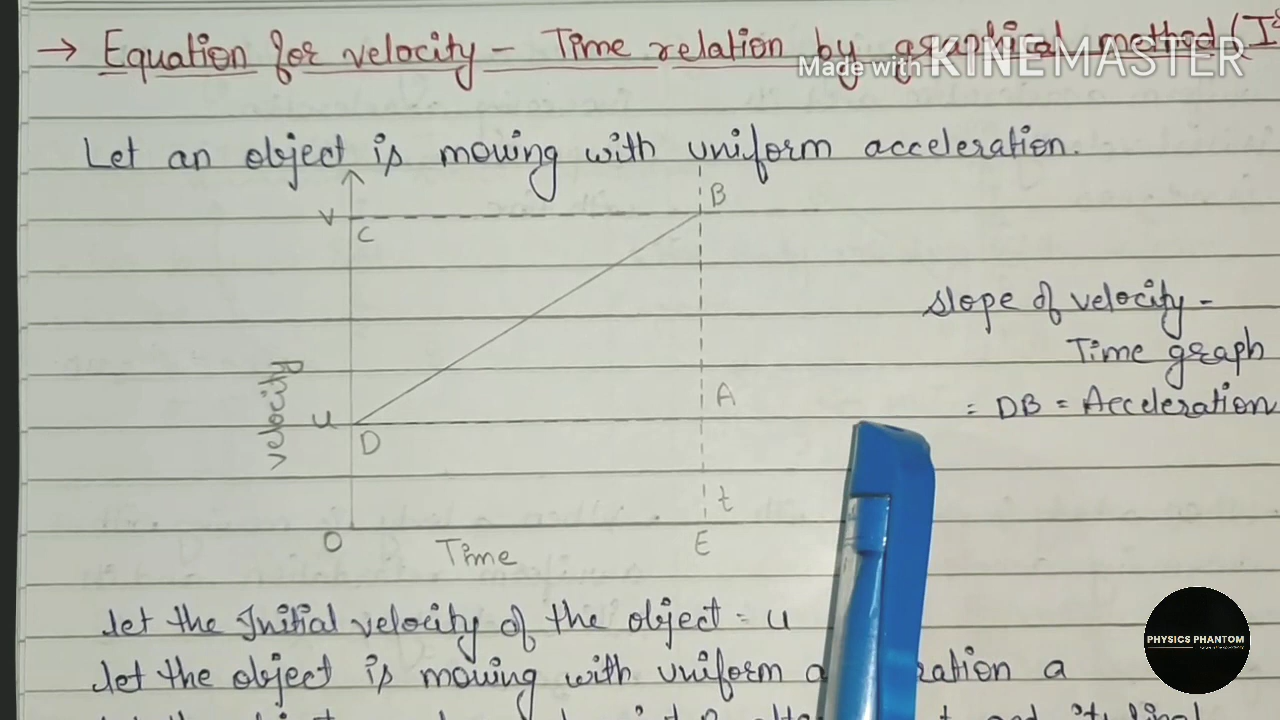 → Equation for velocity - Time relation by graphical method (I
Made with KINEMASTER
Let an object is moving with uniform acceleration.
B
V
C
Slope of velocity -
Time graph
= DB = Acceleration
velocity
A
u
D
t
O
Time
E
Let the Initial velocity of the object = u
PHYSICS PHANTOM
Let the object is moving with uniform a ration a